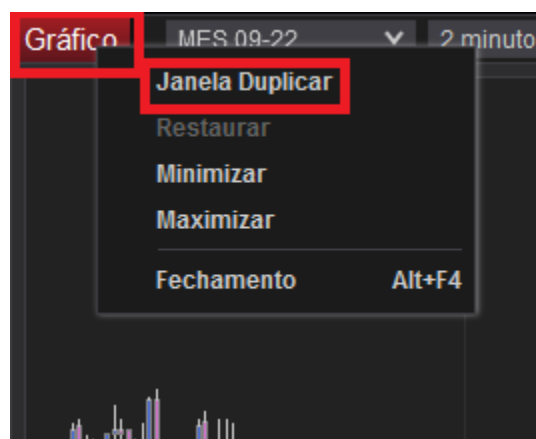 Gráfico MES 09-22 2 minuto
Janela Duplicar
Restaurar
Minimizar
Maximizar
Fechamento Alt+F4